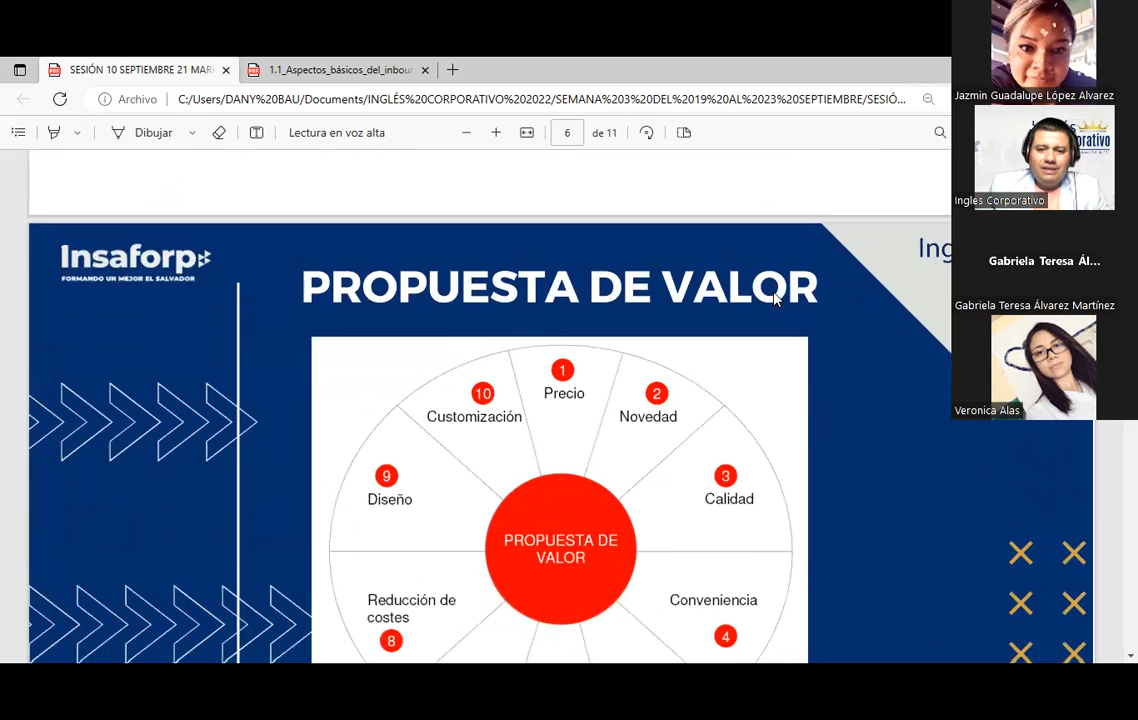 SESIÓN 10 SEPTIEMBRE 21 MAR
1.1_Aspectos_básicos_del_inbour
Archivo
C:/Users/DANY%20BAU/Documents/INGLÉS%20CORPORATIVO%202022/SEMANA%203%20DEL%2019%20AL%2023%20SEPTIEMBRE/SESIÓ...
Dibujar
Lectura en voz alta
6
de 11
Insaforp
FORMANDO UN MEJOR EL SALVADOR
Ing
PROPUESTA DE VALOR
1
Precio
10
Customización
2
Novedad
9
Diseño
3
Calidad
PROPUESTA DE
VALOR
Reducción de
costes
8
Conveniencia
4
Jazmin Guadalupe López Alvarez
Ingles Corporativo
Gabriela Teresa Ál...
Gabriela Teresa Álvarez Martínez
Veronica Alas